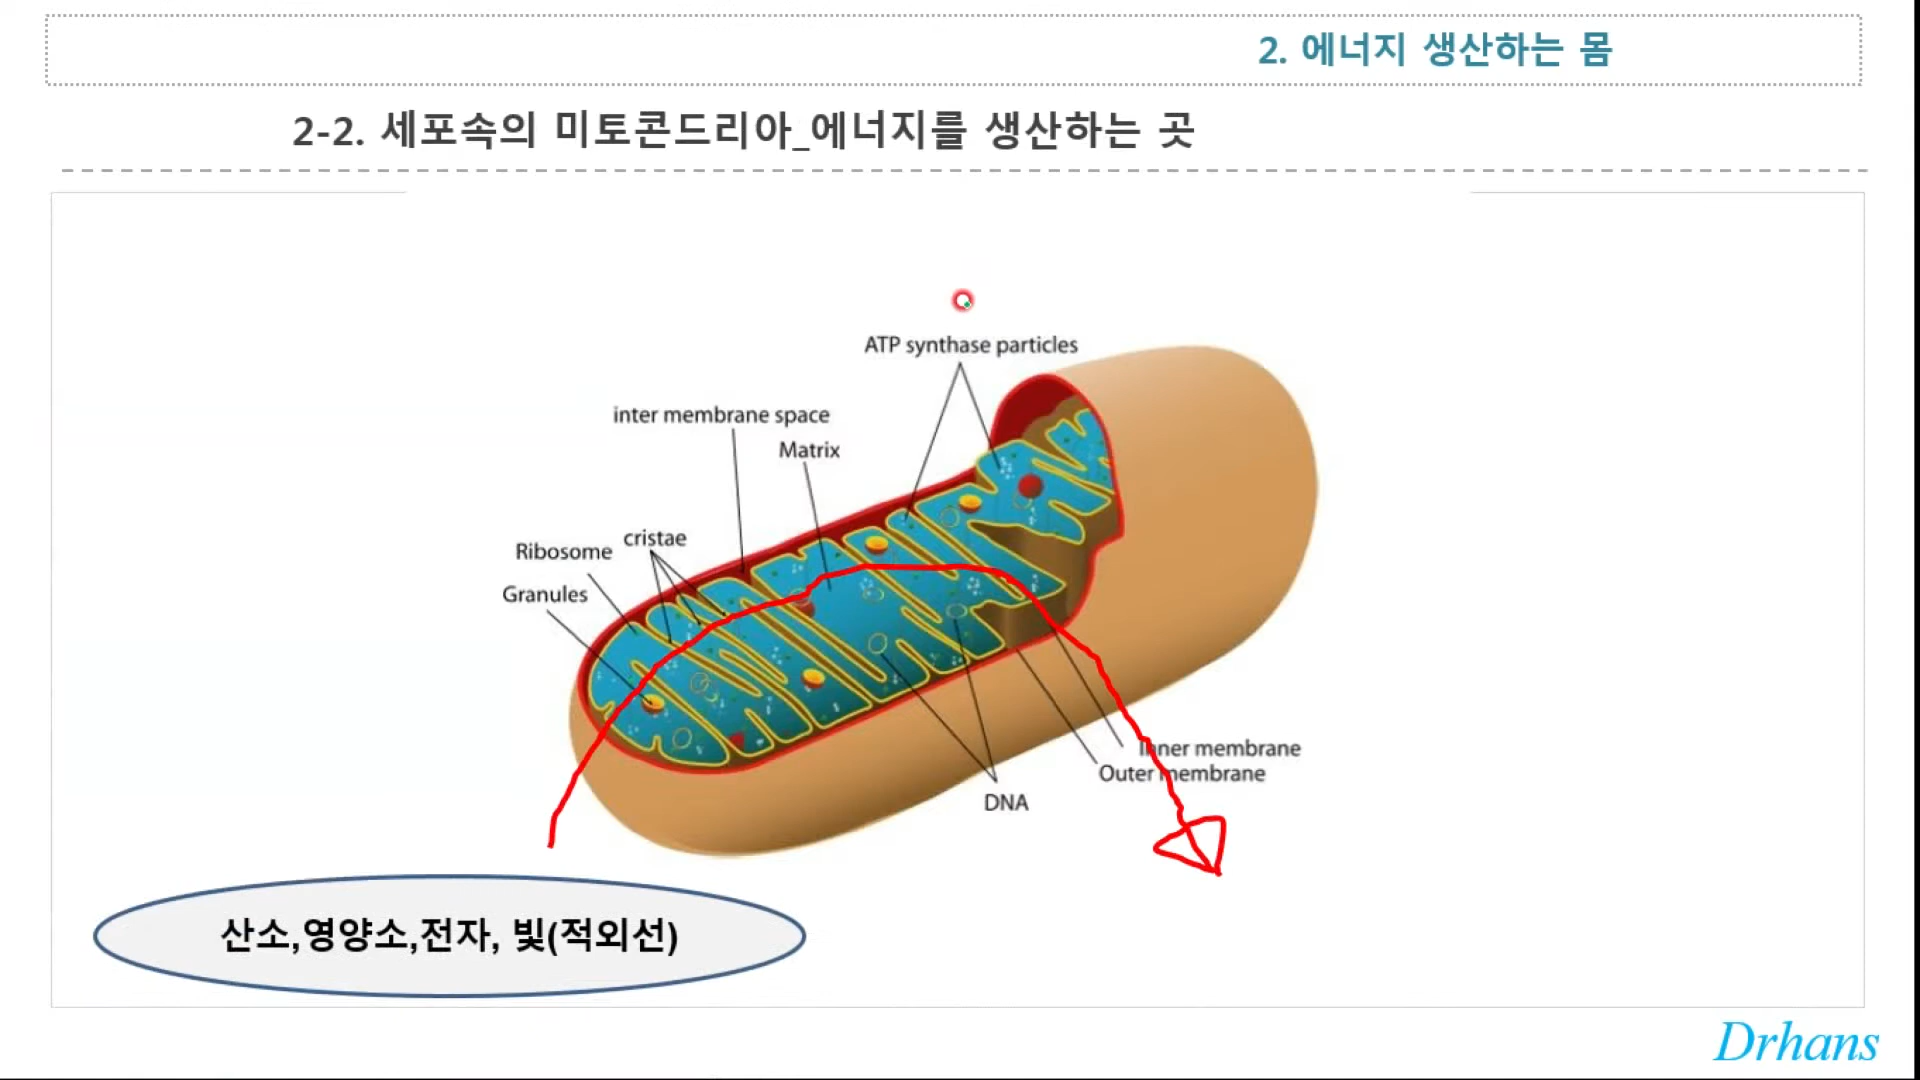 2. 에너지 생산하는 몸
2-2. 세포속의 미토콘드리아_에너지를 생산하는 곳
ATP synthase particles
inter membrane space
Matrix
cristae
Ribosome
Granules
Inner membrane
Outer membrane
DNA
산소,영양소,전자, 빛(적외선)
Drhans